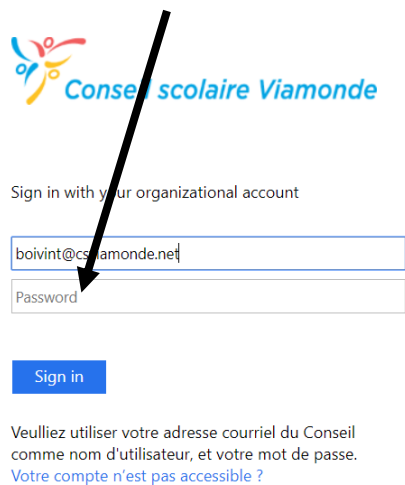 Conseil scolaire Viamonde
Sign in with your organizational account
boivint@csviamonde.net
Password
Sign in
Veulliez utiliser votre adresse courriel du Conseil
comme nom d'utilisateur, et votre mot de passe.
Votre compte n'est pas accessible ?